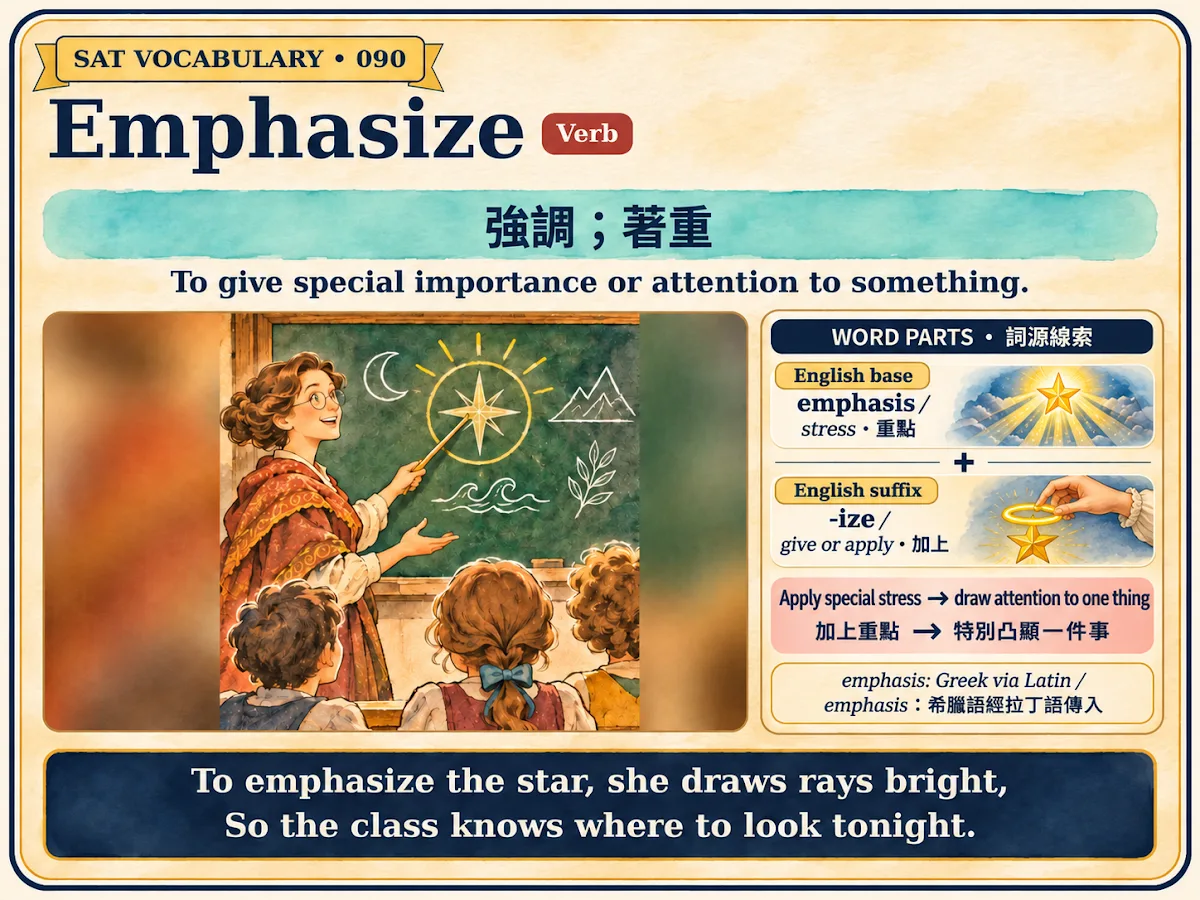 SAT VOCABULARY • 090
Emphasize
Verb
強調；著重
To give special importance or attention to something.
WORD PARTS • 詞源線索
English base
emphasis /
stress • 重點
+
English suffix
-ize /
give or apply • 加上
Apply special stress → draw attention to one thing
加上重點 → 特別凸顯一件事
emphasis: Greek via Latin /
emphasis：希臘語經拉丁語傳入
To emphasize the star, she draws rays bright,
So the class knows where to look tonight.